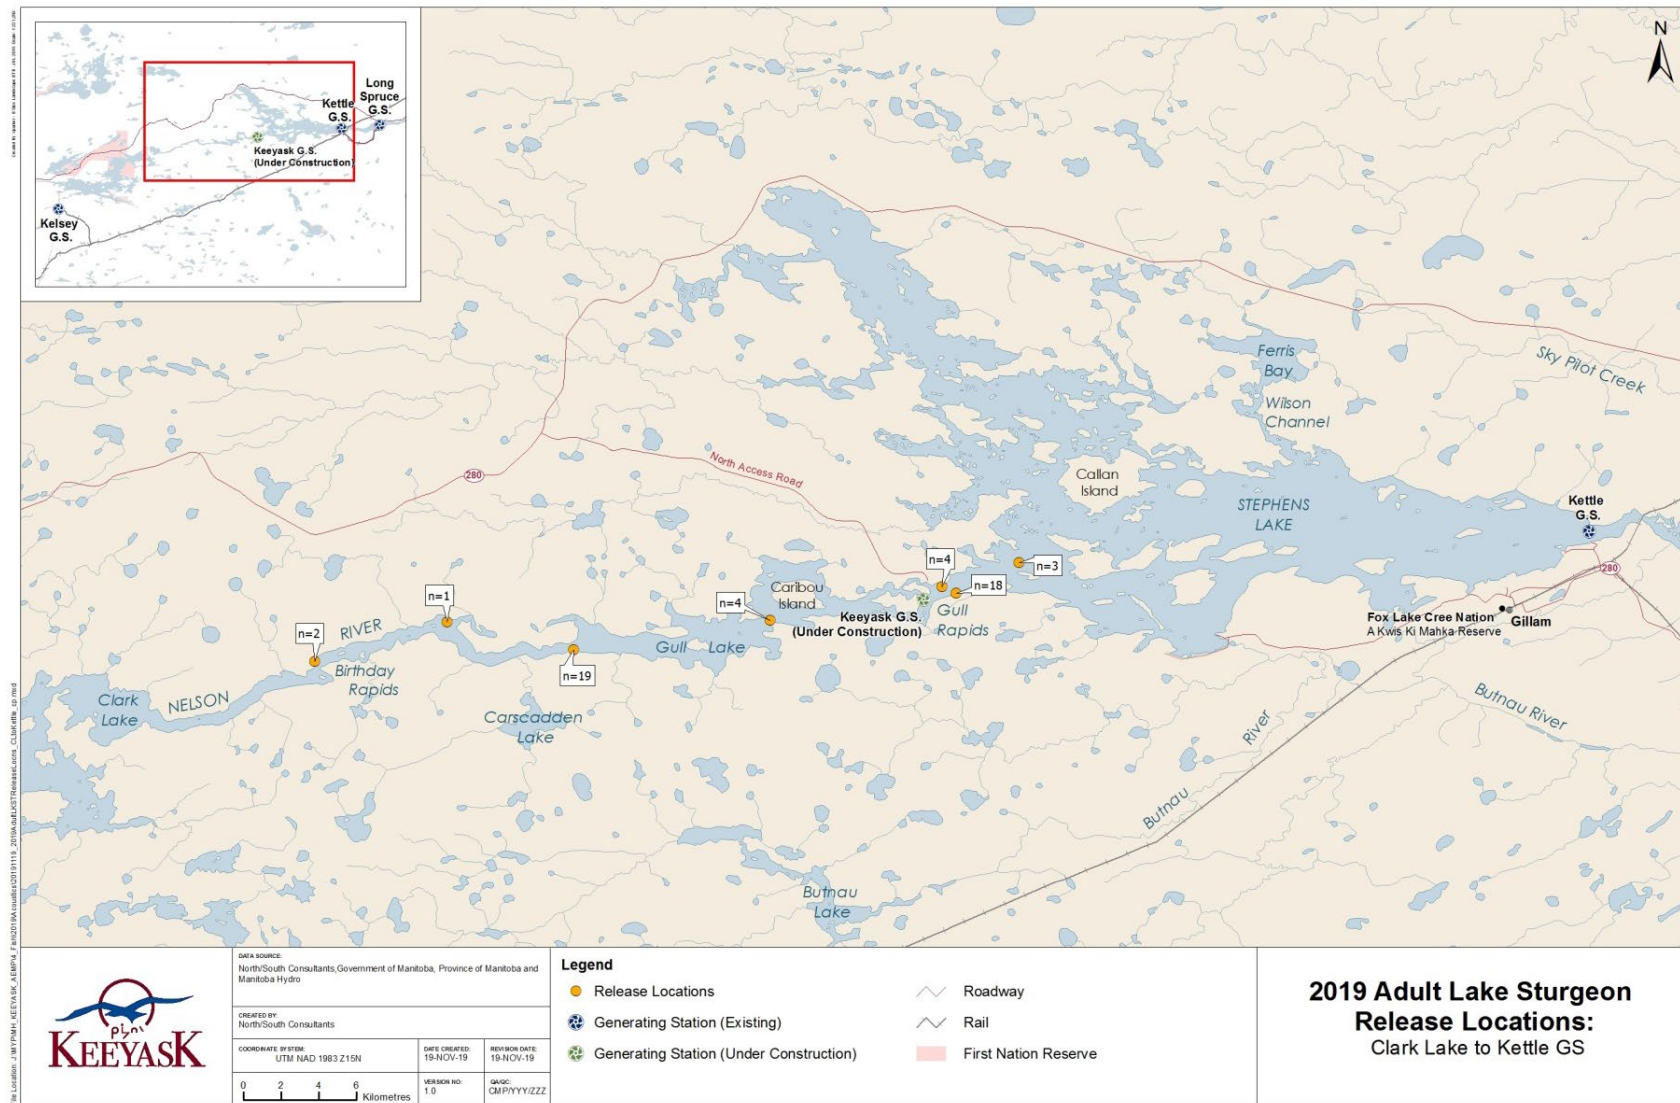 N
Long
Spruce
G.S.
Kettle
G.S.
Keeyask G.S.
(Under Construction)
Kelsey
G.S.
Ferris
Bay
Sky Pilot Creek
Wilson
Channel
280
North Access Road
Callan
Island
STEPHENS
LAKE
Kettle
G.S.
n=4
n=3
n=18
280
Caribou
Island
n=1
n=4
Keeyask G.S.
(Under Construction)
Gull
Rapids
Fox Lake Cree Nation
A Kwis Ki Mahka Reserve
Gillam
n=2
RIVER
Gull Lake
Birthday
Rapids
n=19
Clark
Lake
NELSON
Carscadden
Lake
Butnau River
River
Butnau
Butnau
Lake
KEEYASK
DATA SOURCE:
North/South Consultants,Government of Manitoba, Province of Manitoba and
Manitoba Hydro
CREATED BY:
North/South Consultants
COORDINATE SYSTEM:
UTM NAD 1983 Z15N
DATE CREATED:
19-NOV-19
REVISION DATE:
19-NOV-19
0 2 4 6
Kilometres
VERSION NO:
1.0
QA/QC:
CMP/YYY/ZZZ
Legend
Release Locations
Generating Station (Existing)
Generating Station (Under Construction)
Roadway
Rail
First Nation Reserve
2019 Adult Lake Sturgeon
Release Locations:
Clark Lake to Kettle GS